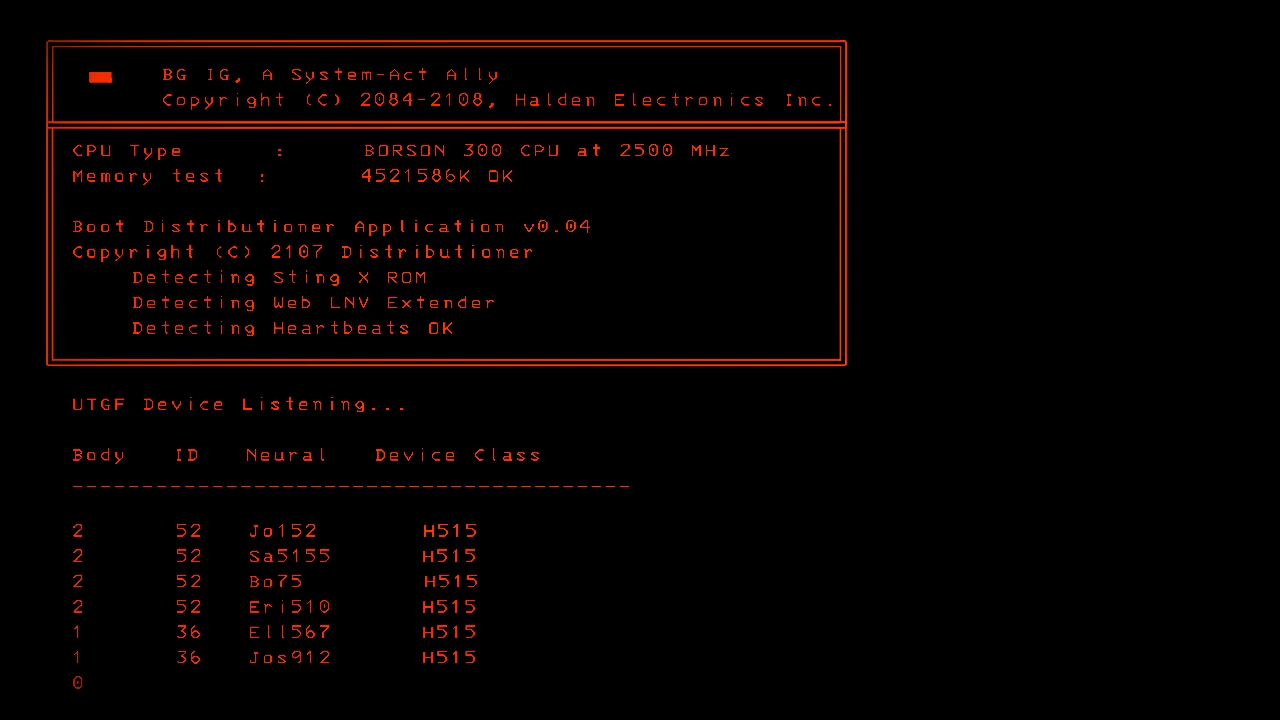 BG IG, A System-Act Ally
Copyright (C) 2084-2108, Halden Electronics Inc.
CPU Type : BORSON 300 CPU at 2500 MHz
Memory test : 4521586K OK
Boot Distributioner Application v0.04
Copyright (C) 2107 Distributioner
Detecting Sting X ROM
Detecting Web LNV Extender
Detecting Heartbeats OK
UTGF Device Listening...
Body ID Neural Device Class
----------------------------------------
2 52 Jo152 H515
2 52 Sa5155 H515
2 52 Bo75 H515
2 52 Eri510 H515
1 36 Ell567 H515
1 36 Jos912 H515
0